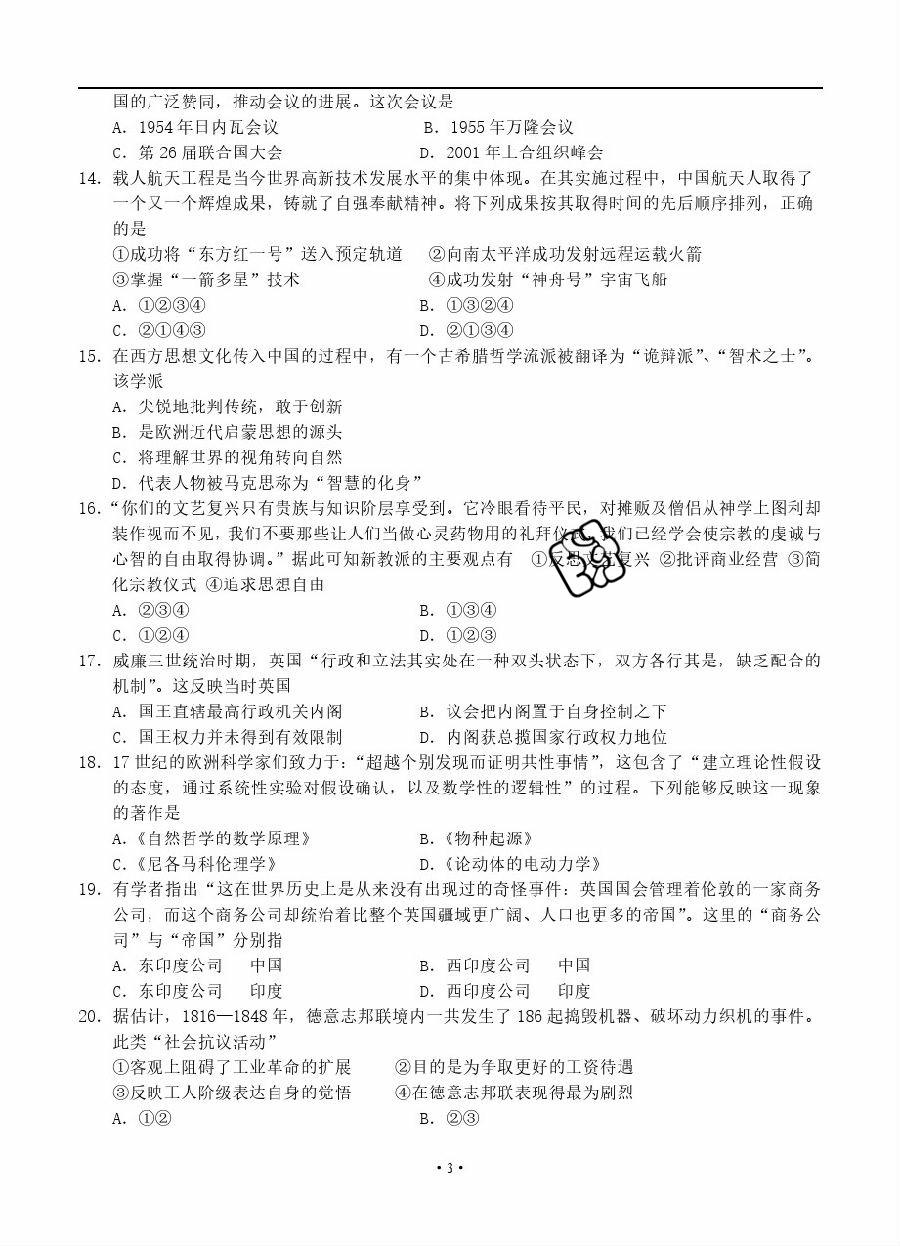 国的广泛赞同，推动会议的进展。这次会议是
A．1954年日内瓦会议 B．1955年万隆会议
C．第26届联合国大会 D．2001年上合组织峰会
14．载人航天工程是当今世界高新技术发展水平的集中体现。在其实施过程中，中国航天人取得了
一个又一个辉煌成果，铸就了自强奉献精神。将下列成果按其取得时间的先后顺序排列，正确
的是
①成功将“东方红一号”送入预定轨道 ②向南太平洋成功发射远程运载火箭
③掌握“一箭多星”技术 ④成功发射“神舟号”宇宙飞船
A．①②③④ B．①③②④
C．②①④③ D．②①③④
15．在西方思想文化传入中国的过程中，有一个古希腊哲学流派被翻译为“诡辩派”、“智术之士”。
该学派
A．尖锐地批判传统，敢于创新
B．是欧洲近代启蒙思想的源头
C．将理解世界的视角转向自然
D．代表人物被马克思称为“智慧的化身”
16．“你们的文艺复兴只有贵族与知识阶层享受到。它冷眼看待平民，对摊贩及僧侣从神学上图利却
装作视而不见，我们不要那些让人们当做心灵药物用的礼拜仪式，我们已经学会使宗教的虔诚与
心智的自由取得协调。”据此可知新教派的主要观点有 ①反思文艺复兴 ②批评商业经营 ③简
化宗教仪式 ④追求思想自由
A．②③④ B．①③④
C．①②④ D．①②③
17．威廉三世统治时期，英国“行政和立法其实处在一种双头状态下，双方各行其是，缺乏配合的
机制”。这反映当时英国
A．国王直辖最高行政机关内阁 B．议会把内阁置于自身控制之下
C．国王权力并未得到有效限制 D．内阁获总揽国家行政权力地位
18．17世纪的欧洲科学家们致力于：“超越个别发现而证明共性事情”，这包含了“建立理论性假设
的态度，通过系统性实验对假设确认，以及数学性的逻辑性”的过程。下列能够反映这一现象
的著作是
A．《自然哲学的数学原理》 B．《物种起源》
C．《尼各马科伦理学》 D．《论动体的电动力学》
19．有学者指出“这在世界历史上是从来没有出现过的奇怪事件：英国国会管理着伦敦的一家商务
公司，而这个商务公司却统治着比整个英国疆域更广阔、人口也更多的帝国”。这里的“商务公
司”与“帝国”分别指
A．东印度公司 中国 B．西印度公司 中国
C．东印度公司 印度 D．西印度公司 印度
20．据估计，1816—1848年，德意志邦联境内一共发生了186起捣毁机器、破坏动力织机的事件。
此类“社会抗议活动”
①客观上阻碍了工业革命的扩展 ②目的是为争取更好的工资待遇
③反映工人阶级表达自身的觉悟 ④在德意志邦联表现得最为剧烈
A．①② B．②③
·3·